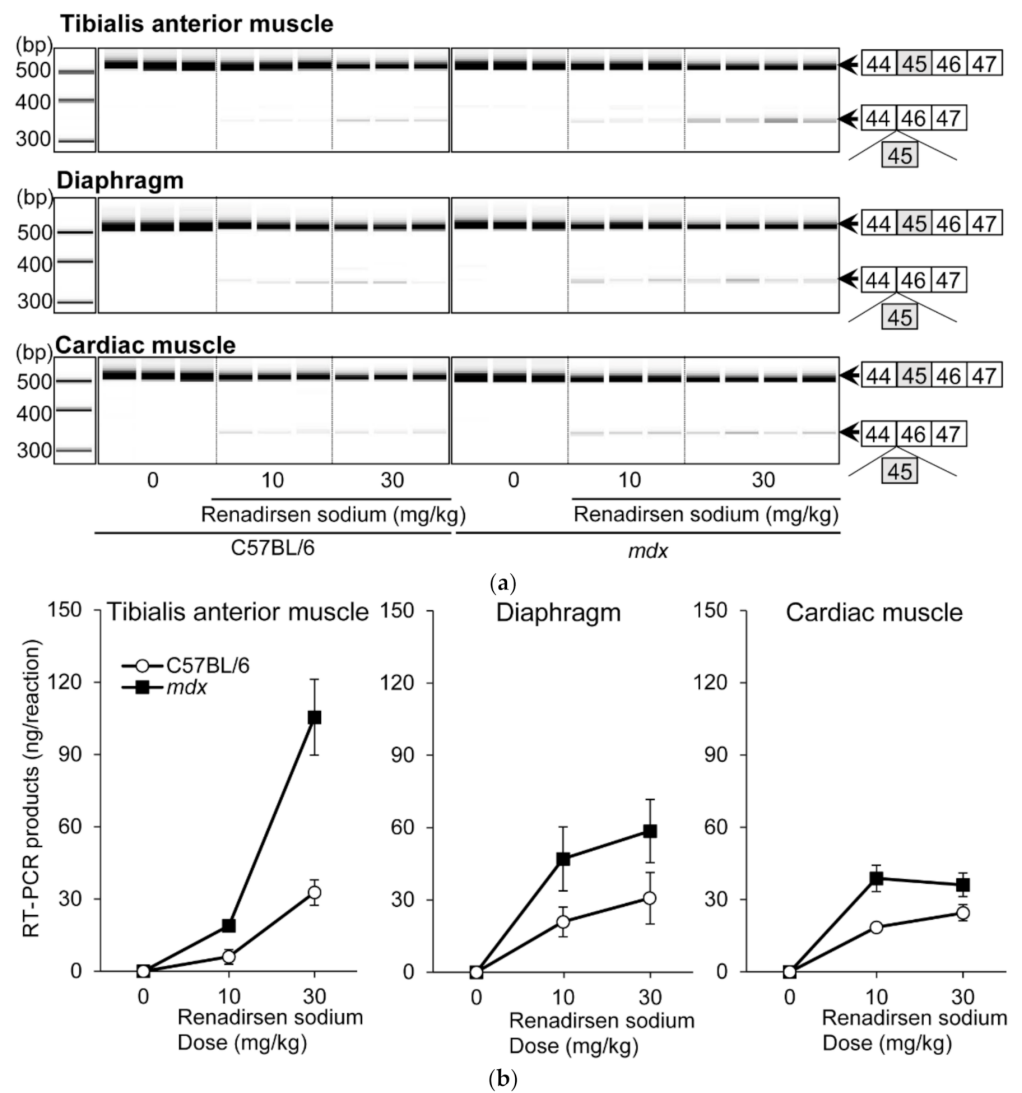 Tibialis anterior muscle
(bp)
500
400
300
44 45 46 47
44 46 47
45
Diaphragm
(bp)
500
400
300
44 45 46 47
44 46 47
45
Cardiac muscle
(bp)
500
400
300
44 45 46 47
44 46 47
45
0 10 30 0 10 30
Renadirsen sodium (mg/kg) Renadirsen sodium (mg/kg)
C57BL/6 mdx
(a)
RT-PCR products (ng/reaction)
Tibialis anterior muscle
C57BL/6
mdx
150
120
90
60
30
0
0 10 30
Renadirsen sodium
Dose (mg/kg)
Diaphragm
150
120
90
60
30
0
0 10 30
Renadirsen sodium
Dose (mg/kg)
Cardiac muscle
150
120
90
60
30
0
0 10 30
Renadirsen sodium
Dose (mg/kg)
(b)